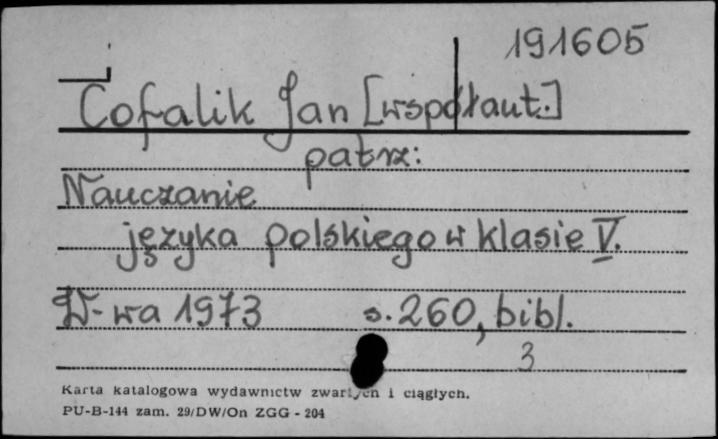 191605
Cofalik Jan [współaut.]
patrz:
Nauczanie
języka polskiego w klasie V.
W-wa 1973 s. 260, bibl.
3
Karta katalogowa wydawnictw zwartych i ciągłych.
PU-B-144 zam. 29/DW/On ZGG - 204